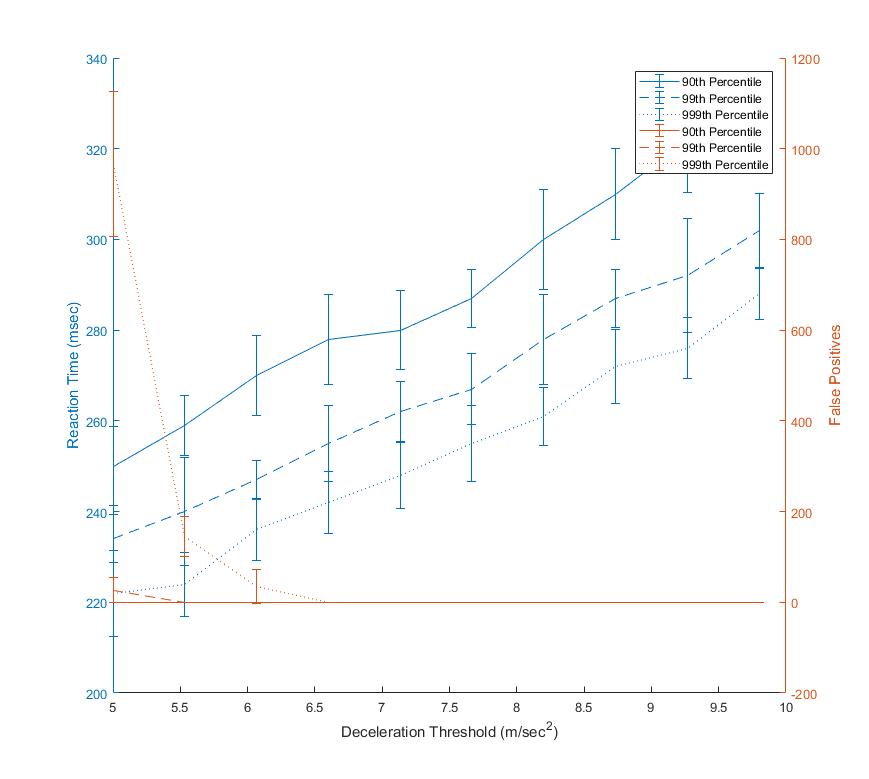 340
320
300
280
260
240
220
200
Reaction Time (msec)
1200
1000
800
600
400
200
0
-200
False Positives
90th Percentile
99th Percentile
999th Percentile
90th Percentile
99th Percentile
999th Percentile
5 5.5 6 6.5 7 7.5 8 8.5 9 9.5 10
Deceleration Threshold (m/sec²)